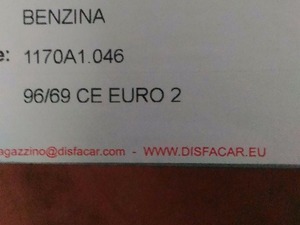 BENZINA
e: 1170A1.046
96/69 CE EURO 2
agazzino@disfacar.com - WWW.DISFACAR.EU